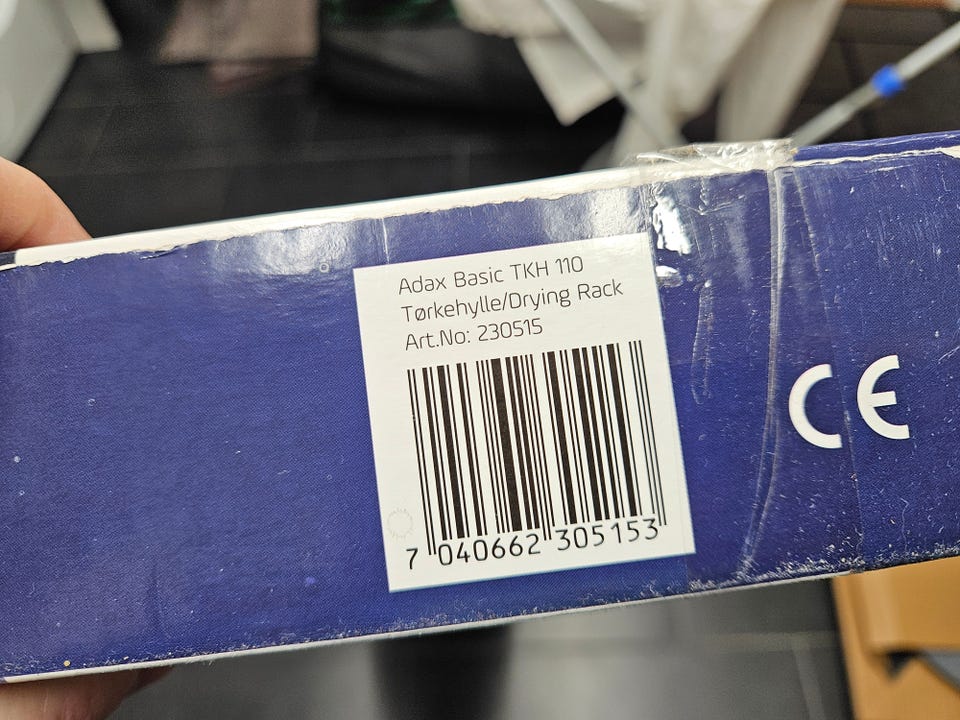 Adax Basic TKH 110
Tørkehylle/Drying Rack
Art.No: 230515
7 040662 305153
CE